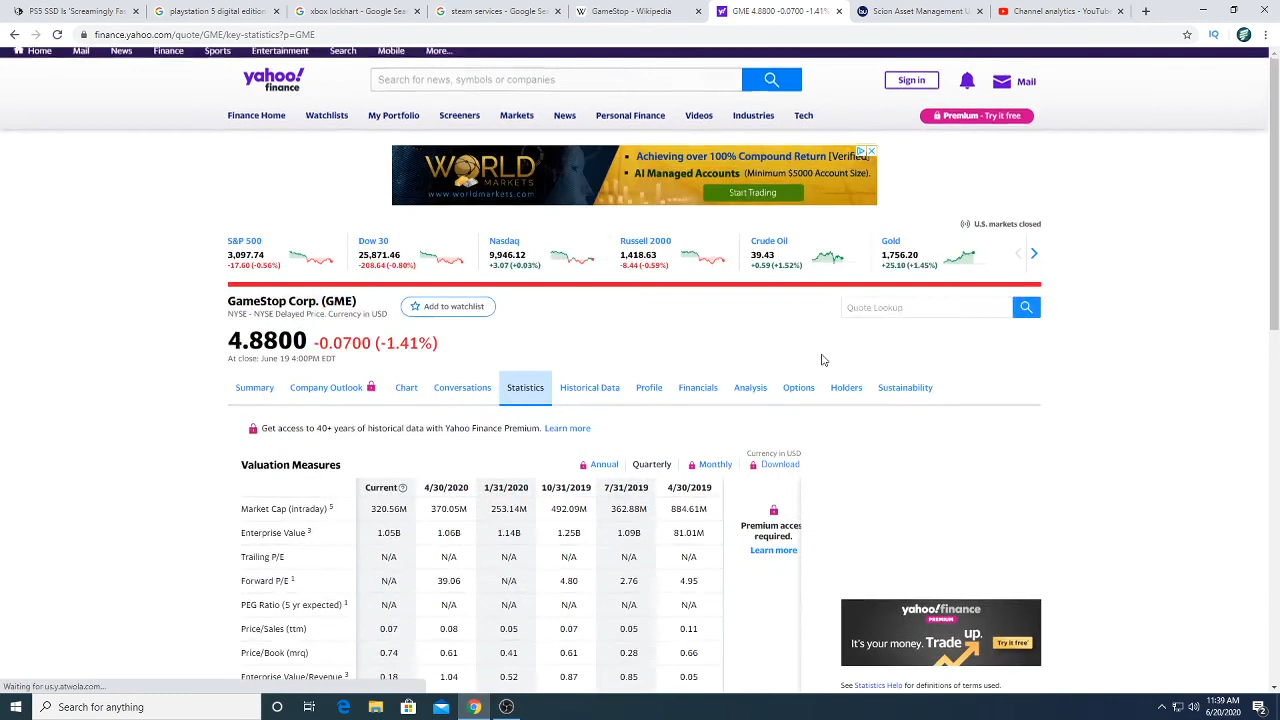 PS5 SSD Is "Screamingly Fas
playstation 5 digital - Google S
xbox lockhart - Google Search
GameStop - Wikipedia
GME 4.8800 -0.0700 -1.41%
Scion Asset Management U
Channel analytics - YouTube
finance.yahoo.com/quote/GME/key-statistics?p=GME
IQ
Home Mail News Finance Sports Entertainment Search Mobile More...
yahoo!
finance
Search for news, symbols or companies
Sign in
Mail
Finance Home Watchlists My Portfolio Screeners Markets News Personal Finance Videos Industries Tech
Premium - Try it free
WORLD
MARKETS
www.worldmarkets.com
Achieving over 100% Compound Return [Verified]
AI Managed Accounts (Minimum $5000 Account Size).
Start Trading
U.S. markets closed
S&P 500 Dow 30 Nasdaq Russell 2000 Crude Oil Gold
3,097.74 25,871.46 9,946.12 1,418.63 39.43 1,756.20
-17.60 (-0.56%) -208.64 (-0.80%) +3.07 (+0.03%) -8.44 (-0.59%) +0.59 (+1.52%) +25.10 (+1.45%)
GameStop Corp. (GME)
NYSE - NYSE Delayed Price. Currency in USD
Add to watchlist
Quote Lookup
4.8800 -0.0700 (-1.41%)
At close: June 19 4:00PM EDT
Summary Company Outlook Chart Conversations Statistics Historical Data Profile Financials Analysis Options Holders Sustainability
Get access to 40+ years of historical data with Yahoo Finance Premium. Learn more
Currency in USD
Valuation Measures Annual Quarterly Monthly Download
Current 4/30/2020 1/31/2020 10/31/2019 7/31/2019 4/30/2019
Market Cap (intraday) 5 320.56M 370.05M 253.14M 492.09M 362.88M 884.61M
Enterprise Value 3 1.05B 1.06B 1.14B 1.25B 1.09B 81.01M
Trailing P/E N/A N/A N/A N/A N/A N/A
Forward P/E 1 N/A 39.06 N/A 4.80 2.76 4.95
PEG Ratio (5 yr expected) 1 N/A N/A N/A N/A N/A N/A
Price/Sales (ttm) 0.07 0.08 0.05 0.07 0.05 0.11
Price/Book (mrq) 0.74 0.61 0.41 0.61 0.28 0.66
Enterprise Value/Revenue 3 0.18 1.04 0.52 0.87 0.85 0.05
Premium acces
required.
Learn more
yahoo!finance
PREMIUM
It's your money. Trade up.
Try it free*
See Statistics Help for definitions of terms used.
Waiting for us.y.atwola.com...
Search for anything
11:39 AM
6/20/2020
2